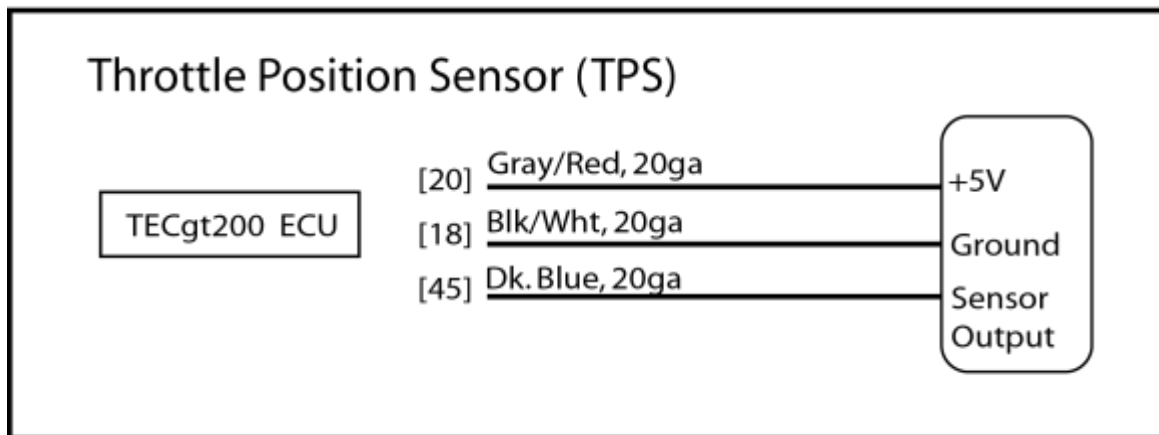 Throttle Position Sensor (TPS)
TECgt200 ECU
[20] Gray/Red, 20ga
+5V
[18] Blk/Wht, 20ga
Ground
[45] Dk. Blue, 20ga
Sensor
Output